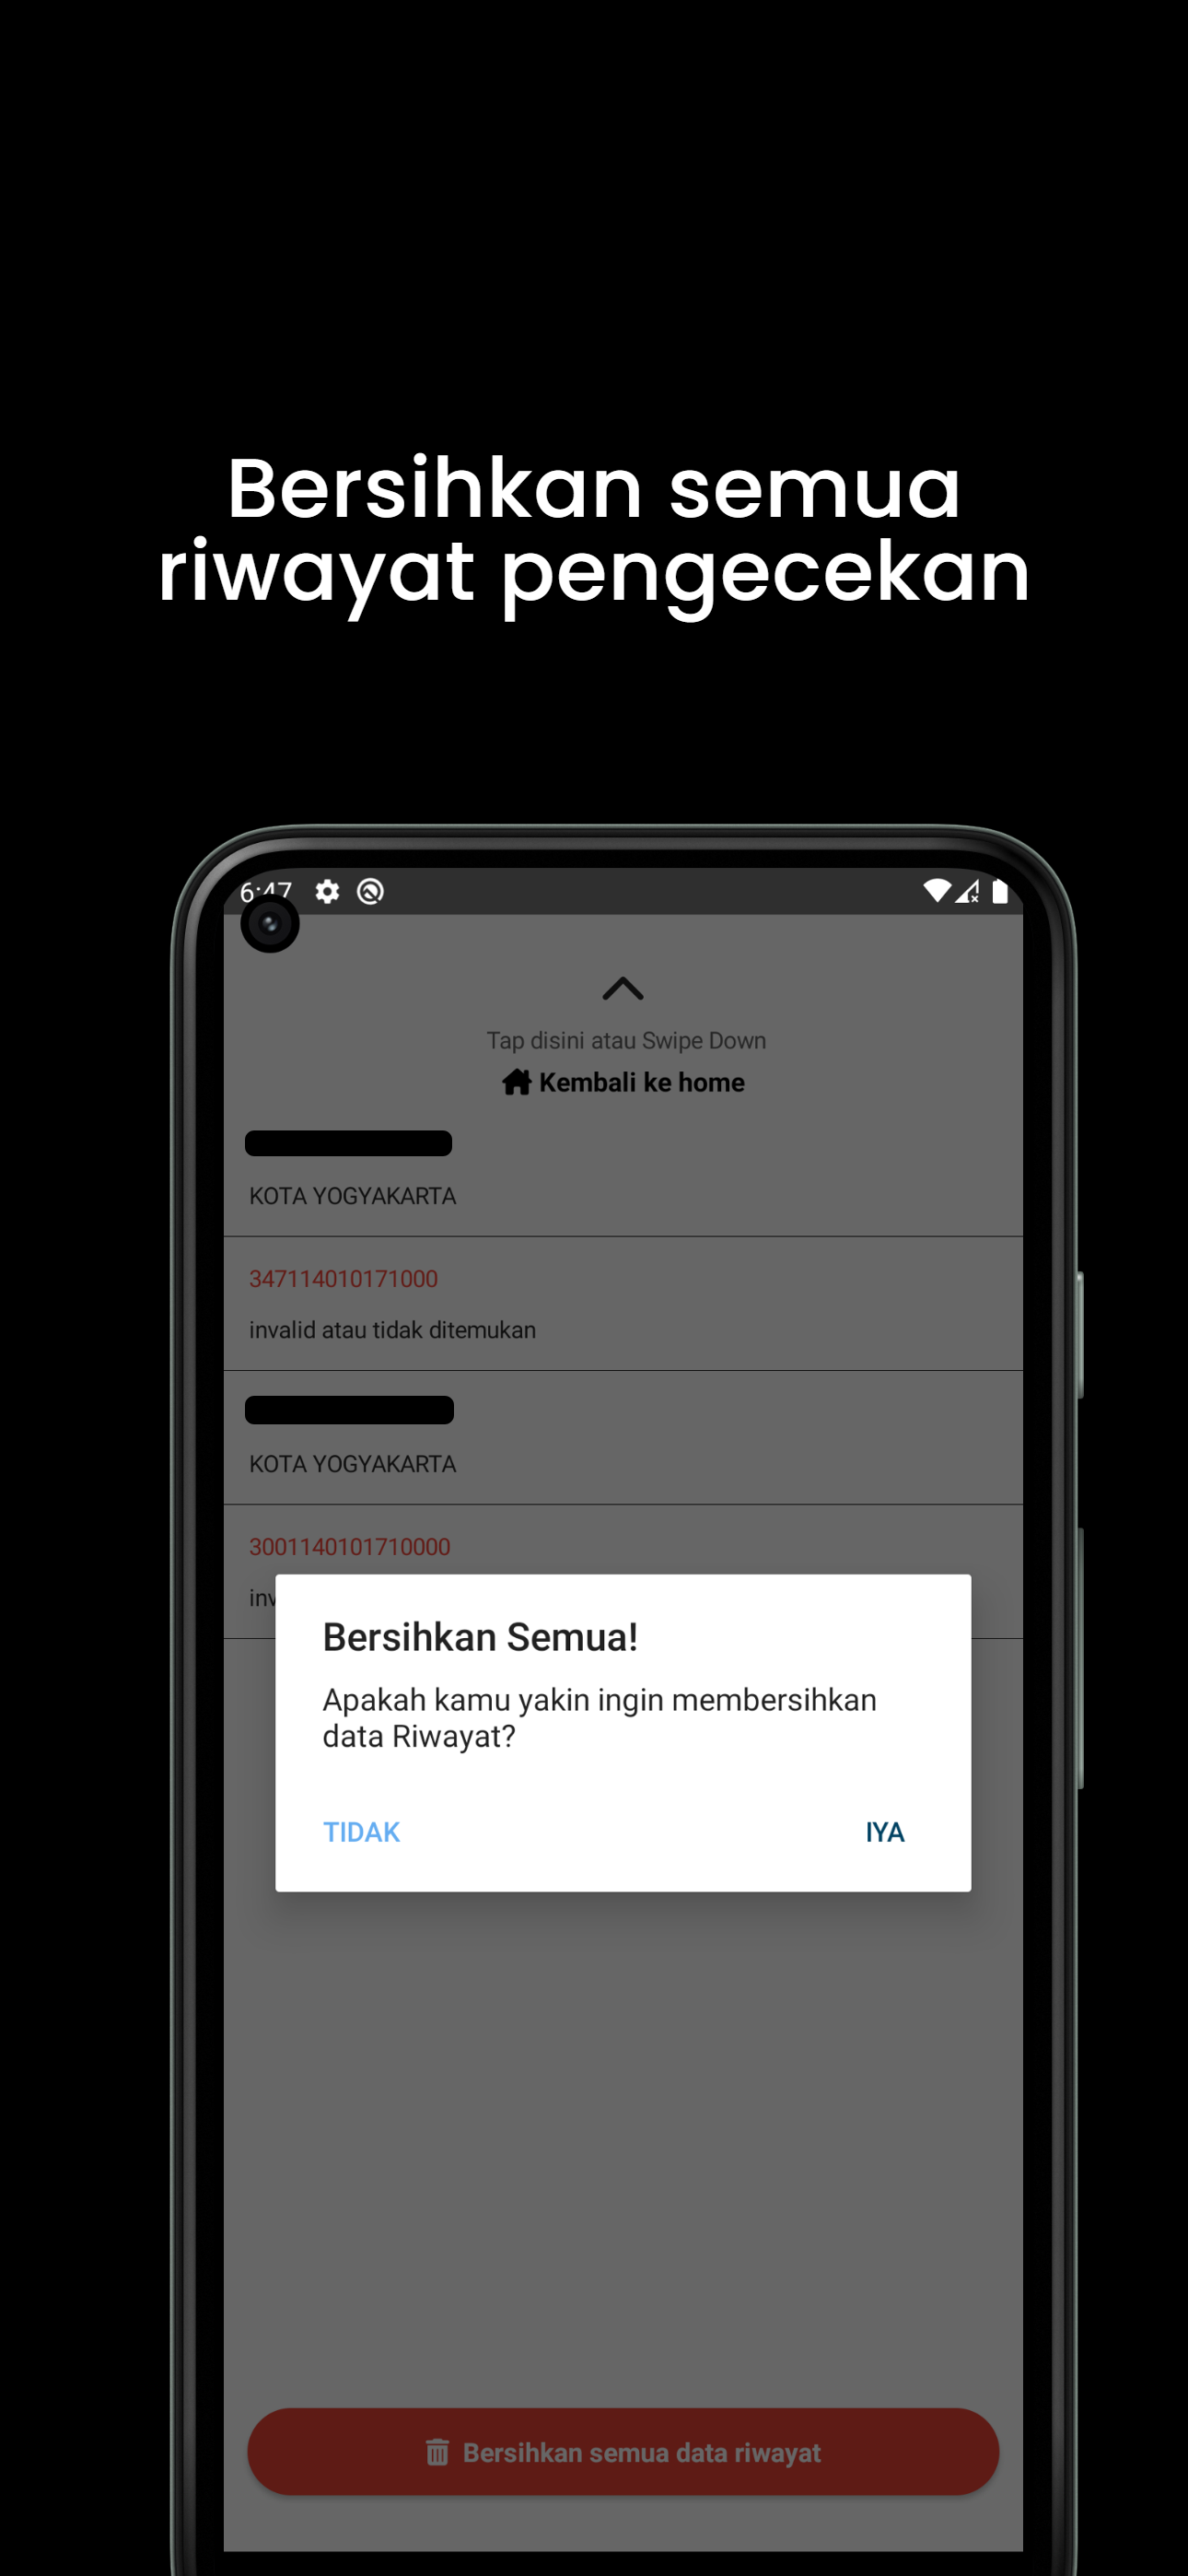 Bersihkan semua
riwayat pengecekan
6:47
Tap disini atau Swipe Down
Kembali ke home
KOTA YOGYAKARTA
347114010171000
invalid atau tidak ditemukan
KOTA YOGYAKARTA
3001140101710000
inv
Bersihkan Semua!
Apakah kamu yakin ingin membersihkan
data Riwayat?
TIDAK
IYA
Bersihkan semua data riwayat